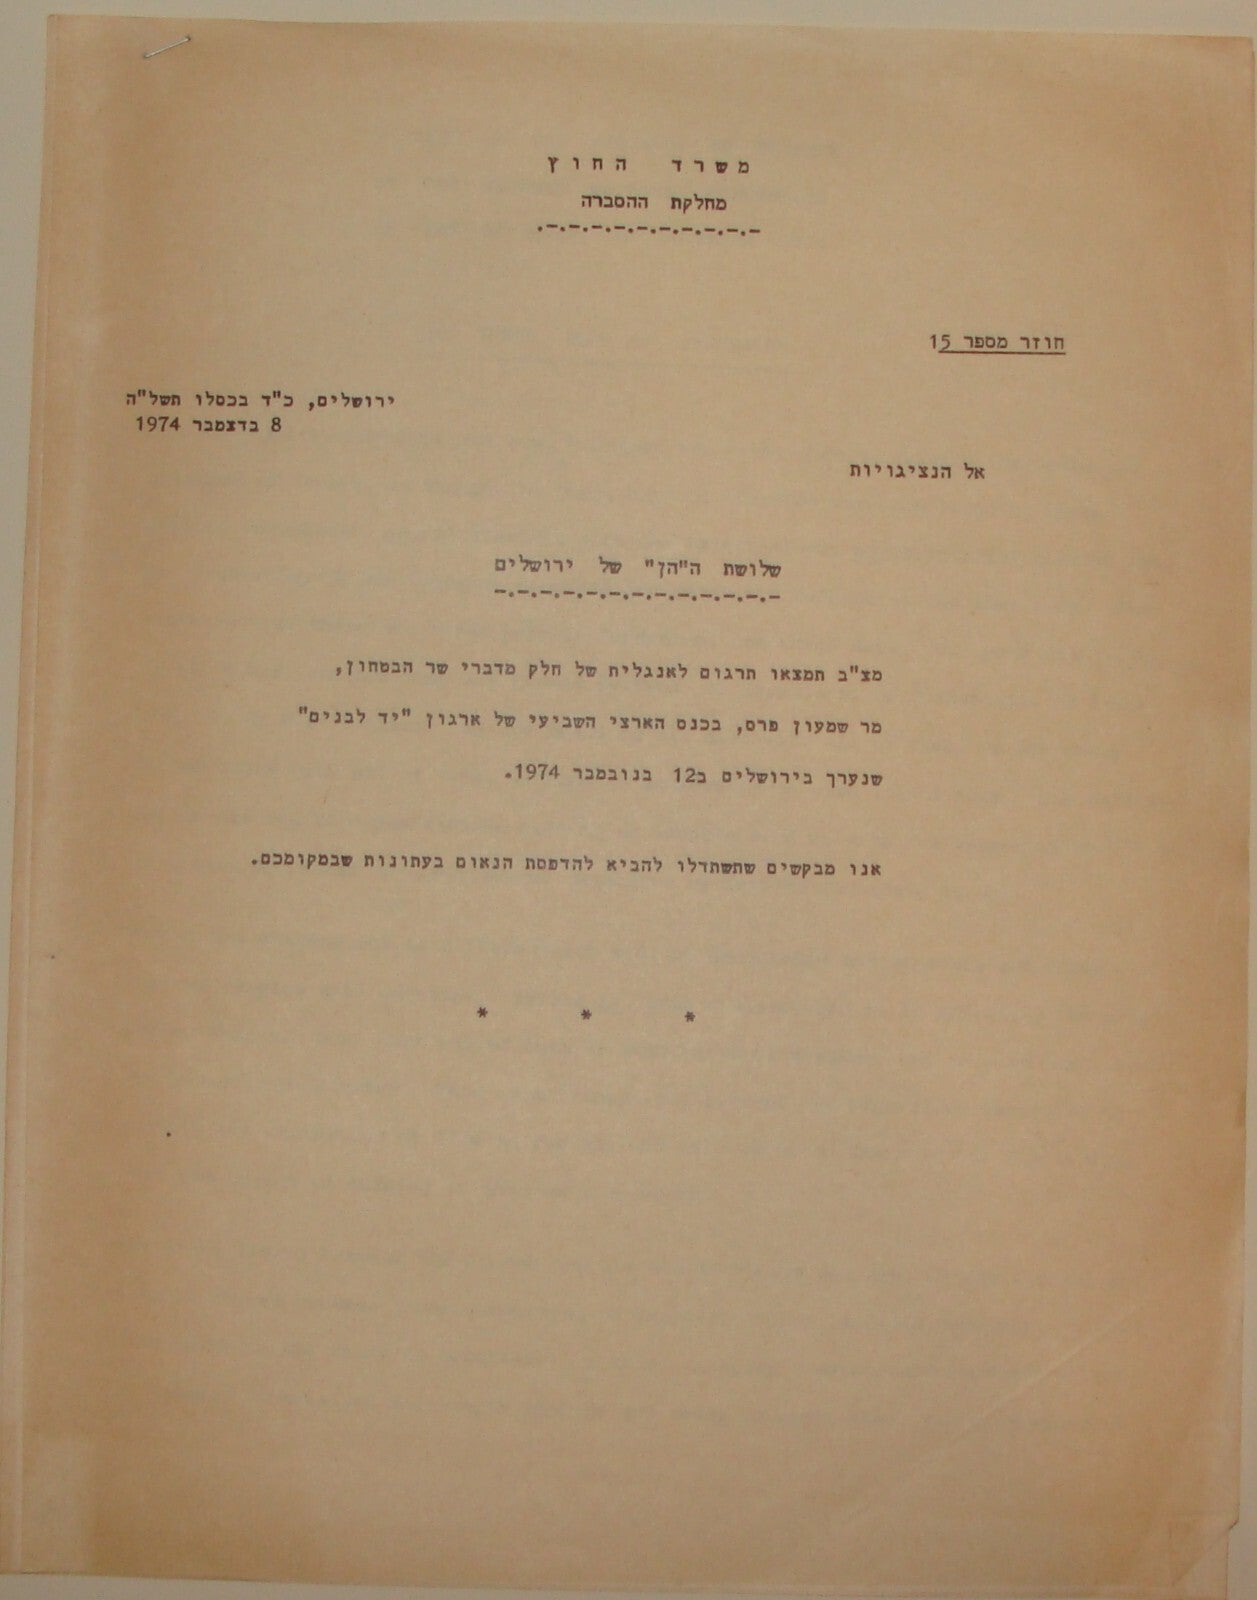 משרד החוץ
מחלקת ההסברה
חוזר מספר 15
ירושלים, כ"ד בכסלו תשל"ה
8 בדצמבר 1974
אל הנציגויות
שלושת ה"הן" של ירושלים
מצ"ב תמצאו תרגום לאנגלית של חלק מדברי שר הבטחון,
מר שמעון פרס, בכנס הארצי השביעי של ארגון "יד לבנים"
שנערך בירושלים ב12 בנובמבר 1974.
אנו מבקשים שתשתדלו להביא להדפסת הנאום בעתונות שבמקומכם.
* * *